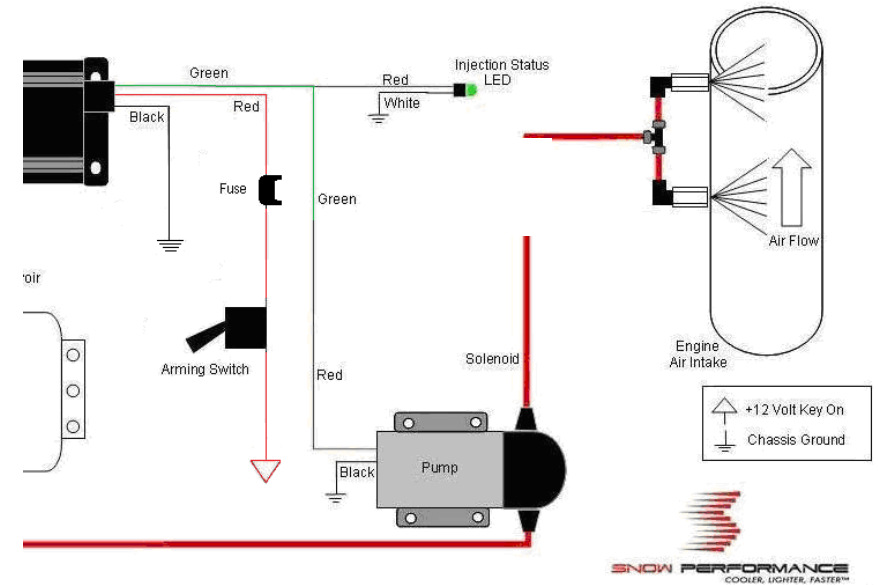 Green
Red
Injection Status
LED
White
Red
Black
Fuse
Green
Air Flow
oir
Solenoid
Engine
Air Intake
Arming Switch
Red
+12 Volt Key On
Chassis Ground
Black
Pump
SNOW PERFORMANCE
COOLER, LIGHTER, FASTER™